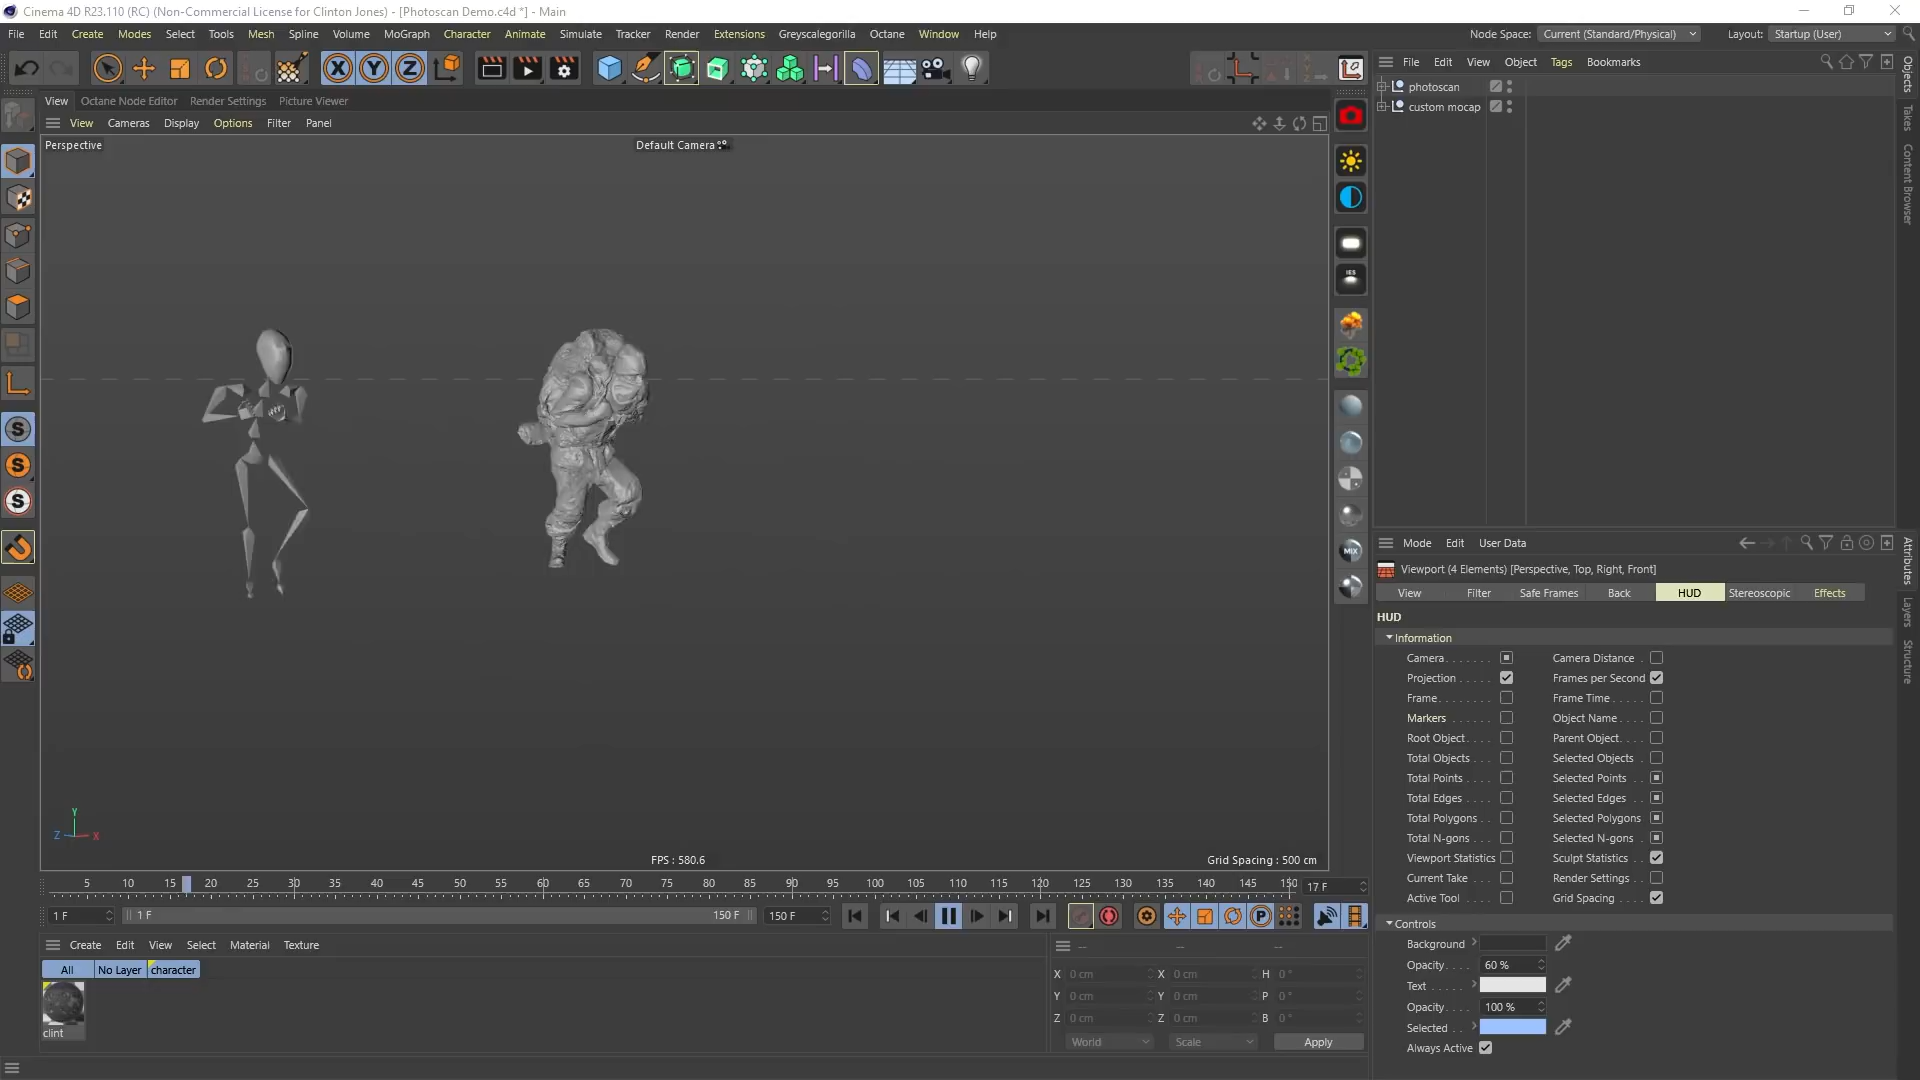 Cinema 4D R23.110 (RC) (Non-Commercial License for Clinton Jones) - [Photoscan Demo.c4d *] - Main
File Edit Create Modes Select Tools Mesh Spline Volume MoGraph Character Animate Simulate Tracker Render Extensions Greyscalegorilla Octane Window Help
Node Space: Current (Standard/Physical) Layout: Startup (User)
X Y Z
File Edit View Object Tags Bookmarks
View Octane Node Editor Render Settings Picture Viewer
View Cameras Display Options Filter Panel
Perspective
Default Camera
photoscan
custom mocap
Objects
Takes
Content Browser
IES
MIX
S
S
S
Y
Z X
FPS : 580.6
Grid Spacing : 500 cm
Mode Edit User Data
Viewport (4 Elements) [Perspective, Top, Right, Front]
View Filter Safe Frames Back HUD Stereoscopic Effects
HUD
Information
Camera . . . . . . . Camera Distance .
Projection . . . . . Frames per Second
Frame. . . . . . . . Frame Time . . . . .
Markers . . . . . . Object Name . . . .
Root Object. . . . Parent Object. . . .
Total Objects . . . Selected Objects .
Total Points . . . . Selected Points . .
Total Edges . . . . Selected Edges . .
Total Polygons . . Selected Polygons
Total N-gons . . . Selected N-gons .
Viewport Statistics Sculpt Statistics . .
Current Take . . . Render Settings . .
Active Tool . . . . Grid Spacing . . . .
Controls
Background
Opacity. . . . 60 %
Text . . . . .
Opacity. . . . 100 %
Selected . .
Always Active
Attributes
Layers
Structure
5 10 15 20 25 30 35 40 45 50 55 60 65 70 75 80 85 90 95 100 105 110 115 120 125 130 135 140 145 150 17 F
1 F 1 F 150 F 150 F P
Create Edit View Select Material Texture
All No Layer character
clint
-- -- --
X 0 cm X 0 cm H 0 °
Y 0 cm Y 0 cm P 0 °
Z 0 cm Z 0 cm B 0 °
World Scale Apply